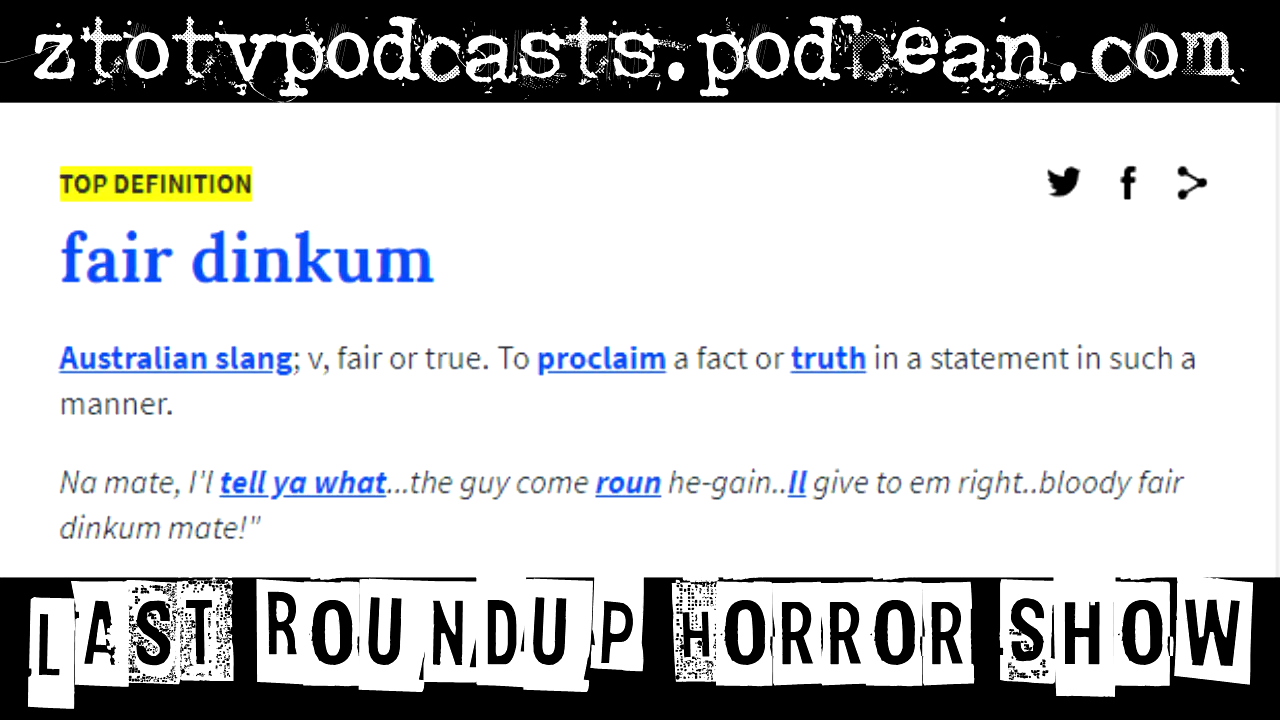 ztotvpodcasts.podbean.com
TOP DEFINITION
fair dinkum
Australian slang; v, fair or true. To proclaim a fact or truth in a statement in such a
manner.
Na mate, I'll tell ya what...the guy come roun he-gain..ll give to em right..bloody fair
dinkum mate!"
LAST ROUNDUP HORROR SHOW